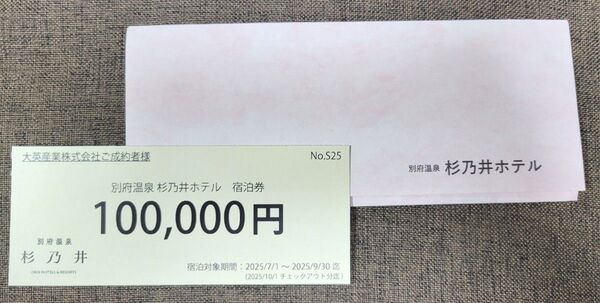 別府温泉 杉乃井ホテル
大英産業株式会社ご成約者様
No.S25
別府温泉 杉乃井ホテル 宿泊券
100,000円
別府温泉
杉乃井
ORIX HOTELS & RESORTS
宿泊対象期間：2025/7/1 ～ 2025/9/30 迄
(2025/10/1 チェックアウト分迄)